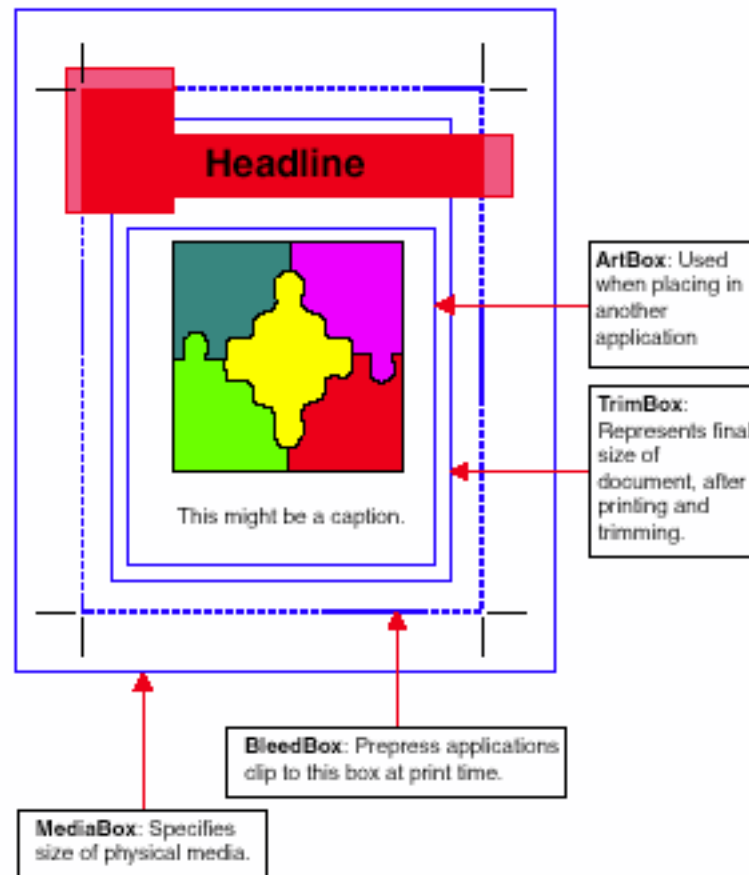 Headline
ArtBox: Used
when placing in
another
application
TrimBox:
Represents final
size of
document, after
printing and
trimming.
This might be a caption.
BleedBox: Prepress applications
clip to this box at print time.
MediaBox: Specifies
size of physical media.